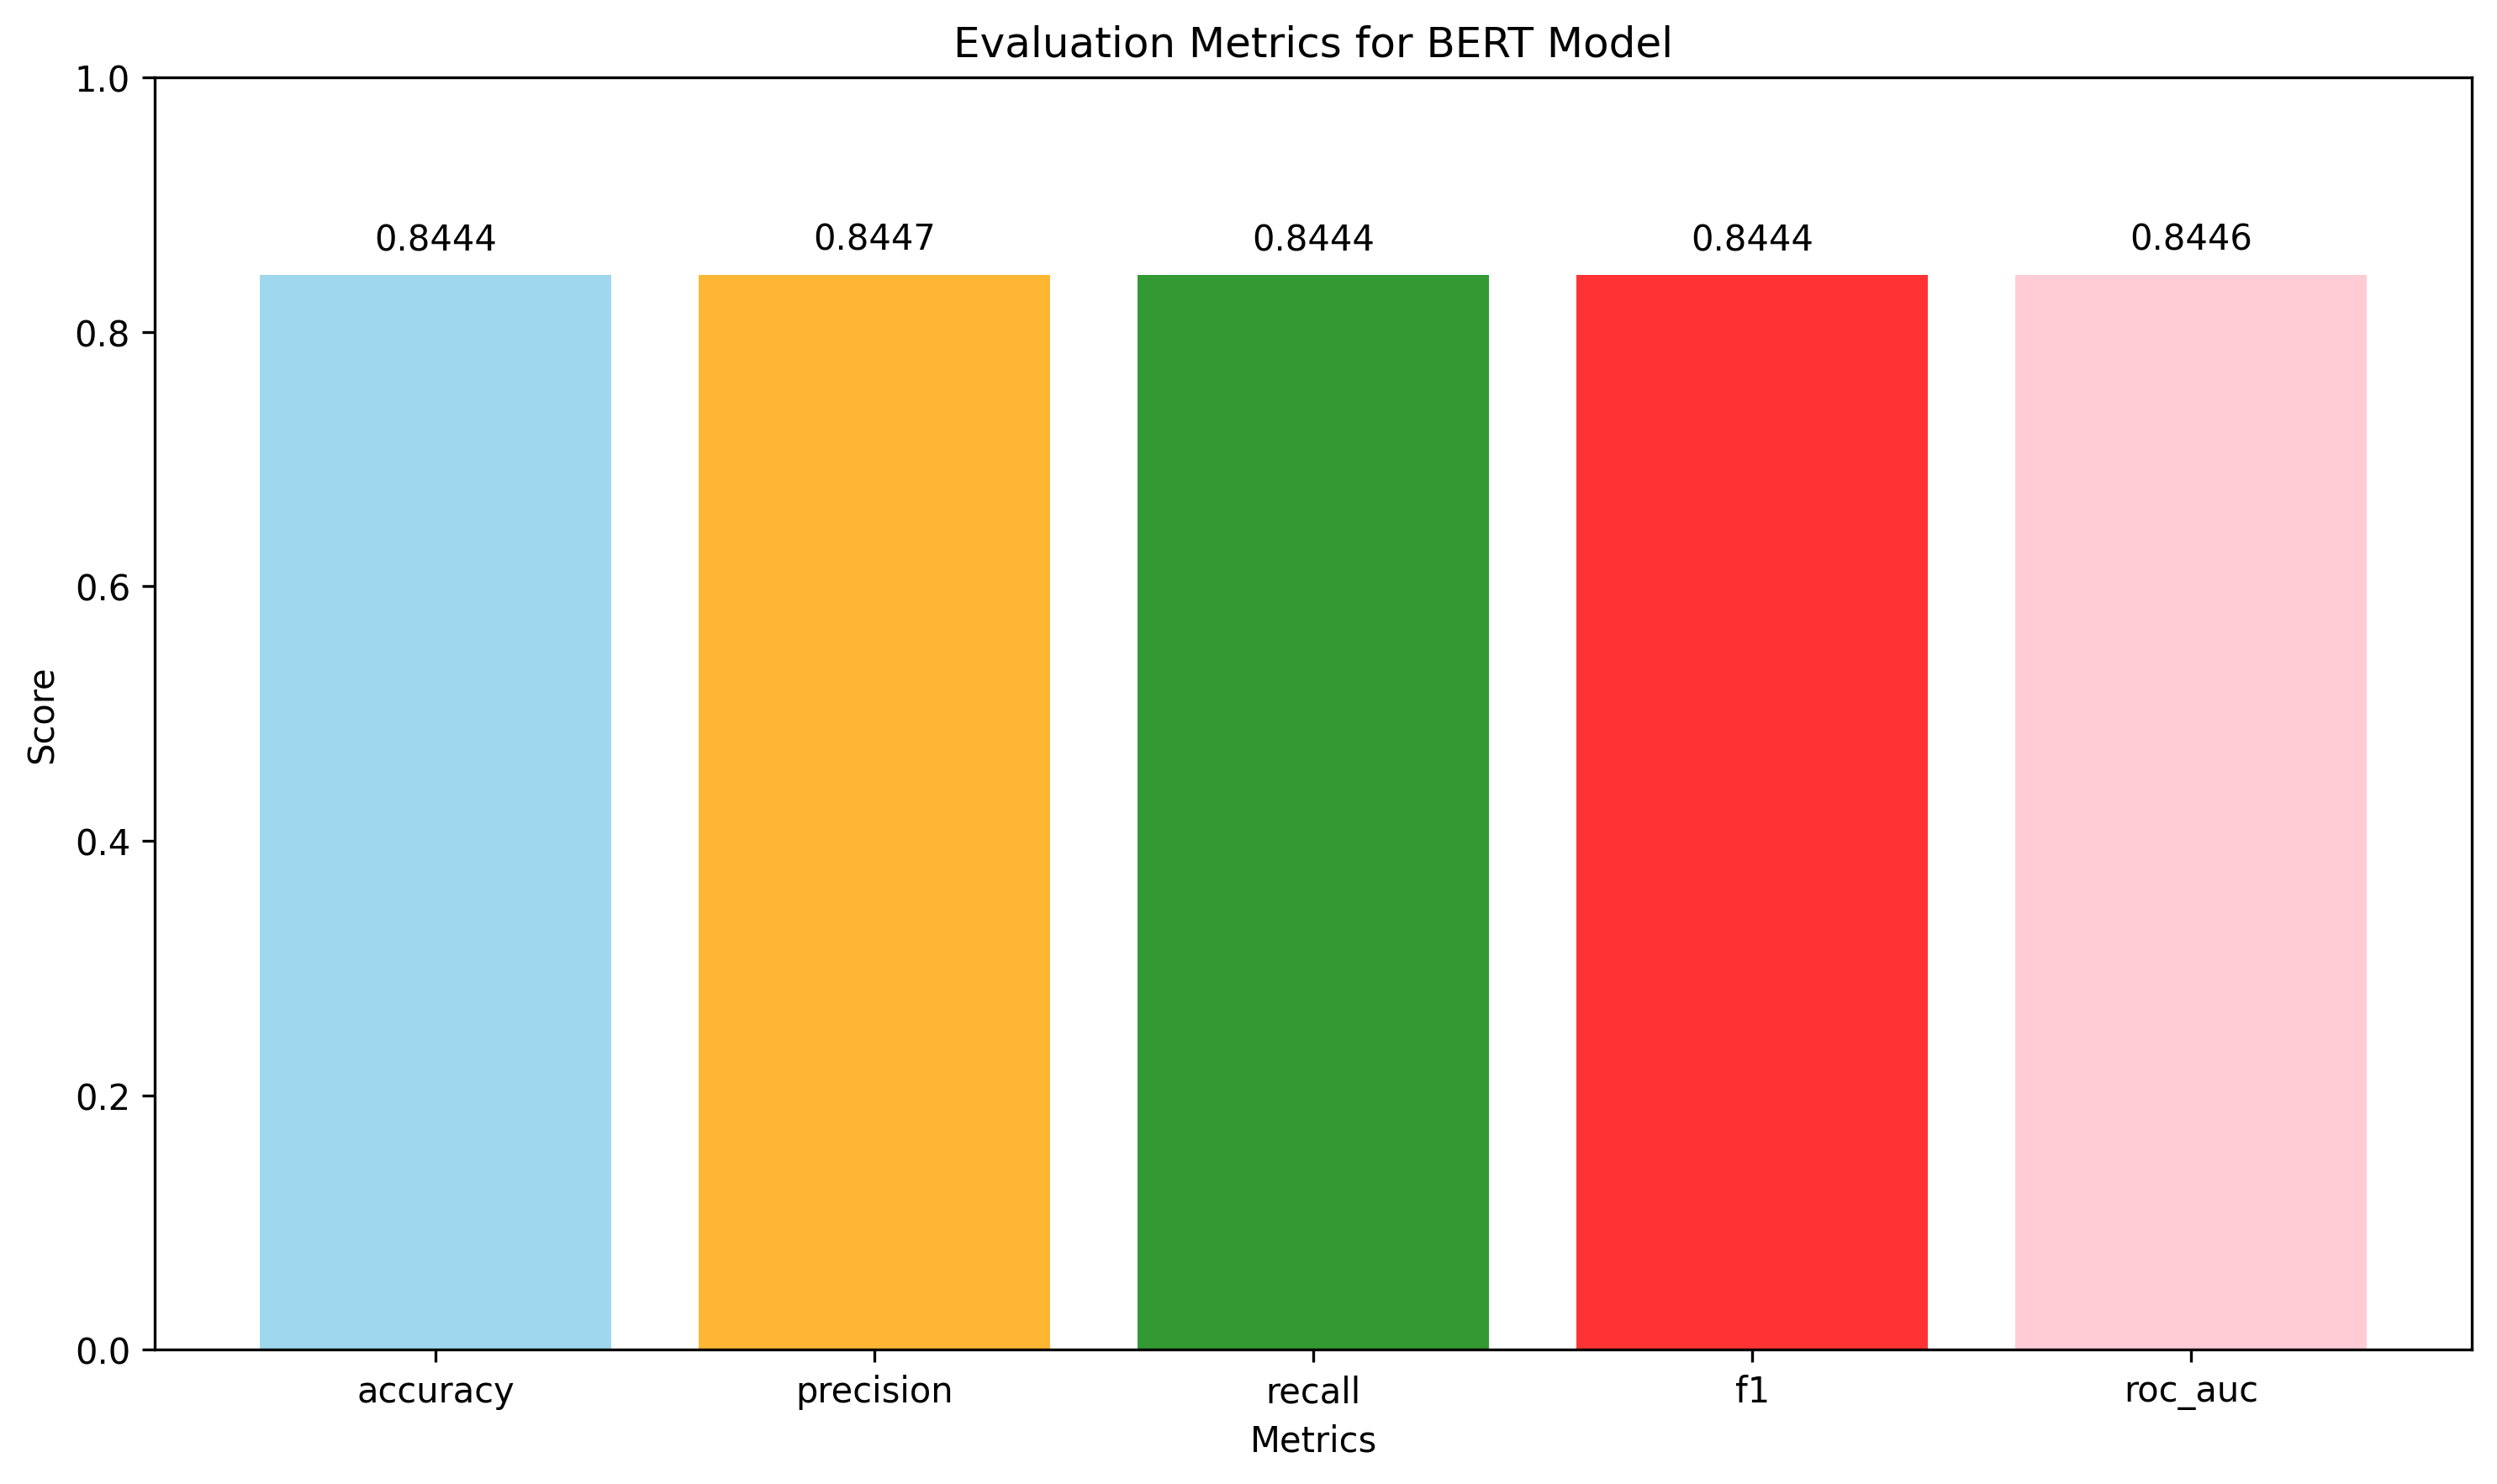 Evaluation Metrics for BERT Model
1.0
0.8444 0.8447 0.8444 0.8444 0.8446
0.8
0.6
Score
0.4
0.2
0.0
accuracy precision recall f1 roc_auc
Metrics